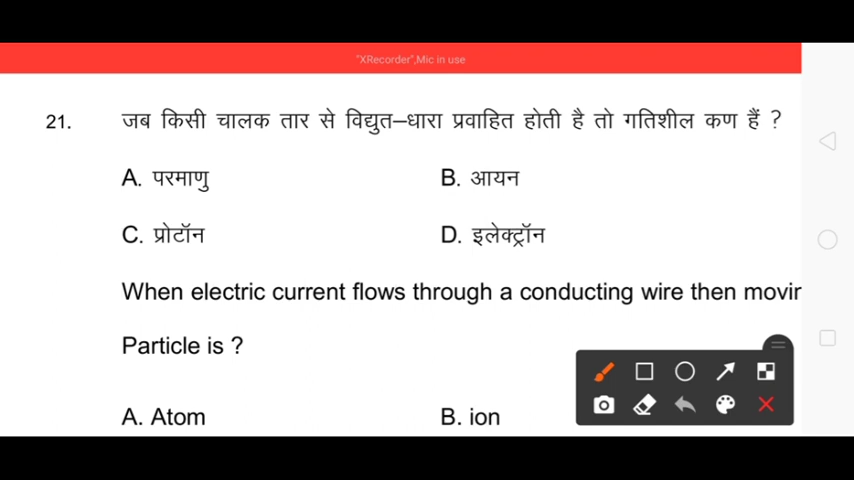 "XRecorder",Mic in use
21. जब किसी चालक तार से विद्युत–धारा प्रवाहित होती है तो गतिशील कण हैं ?
A. परमाणु B. आयन
C. प्रोटॉन D. इलेक्ट्रॉन
When electric current flows through a conducting wire then
Particle is ?
A. Atom B. ion